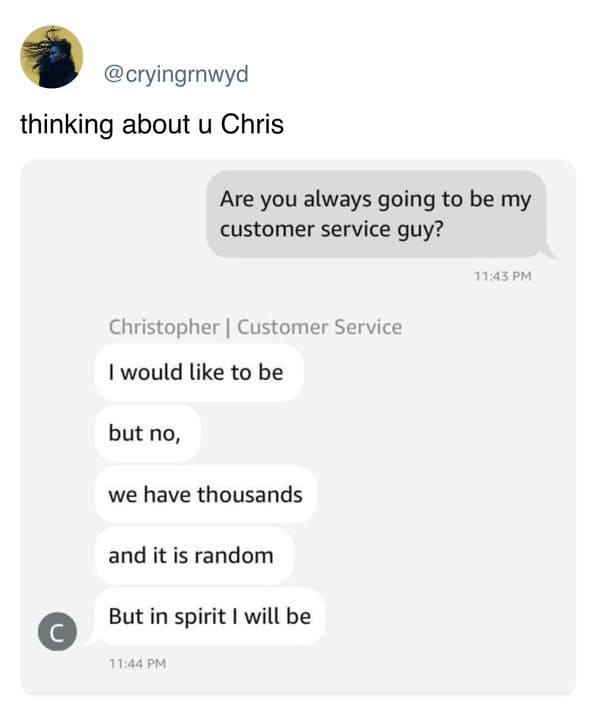 @cryingrnwyd
thinking about u Chris
Are you always going to be my
customer service guy?
11:43 PM
Christopher | Customer Service
I would like to be
but no,
we have thousands
and it is random
But in spirit I will be
C
11:44 PM